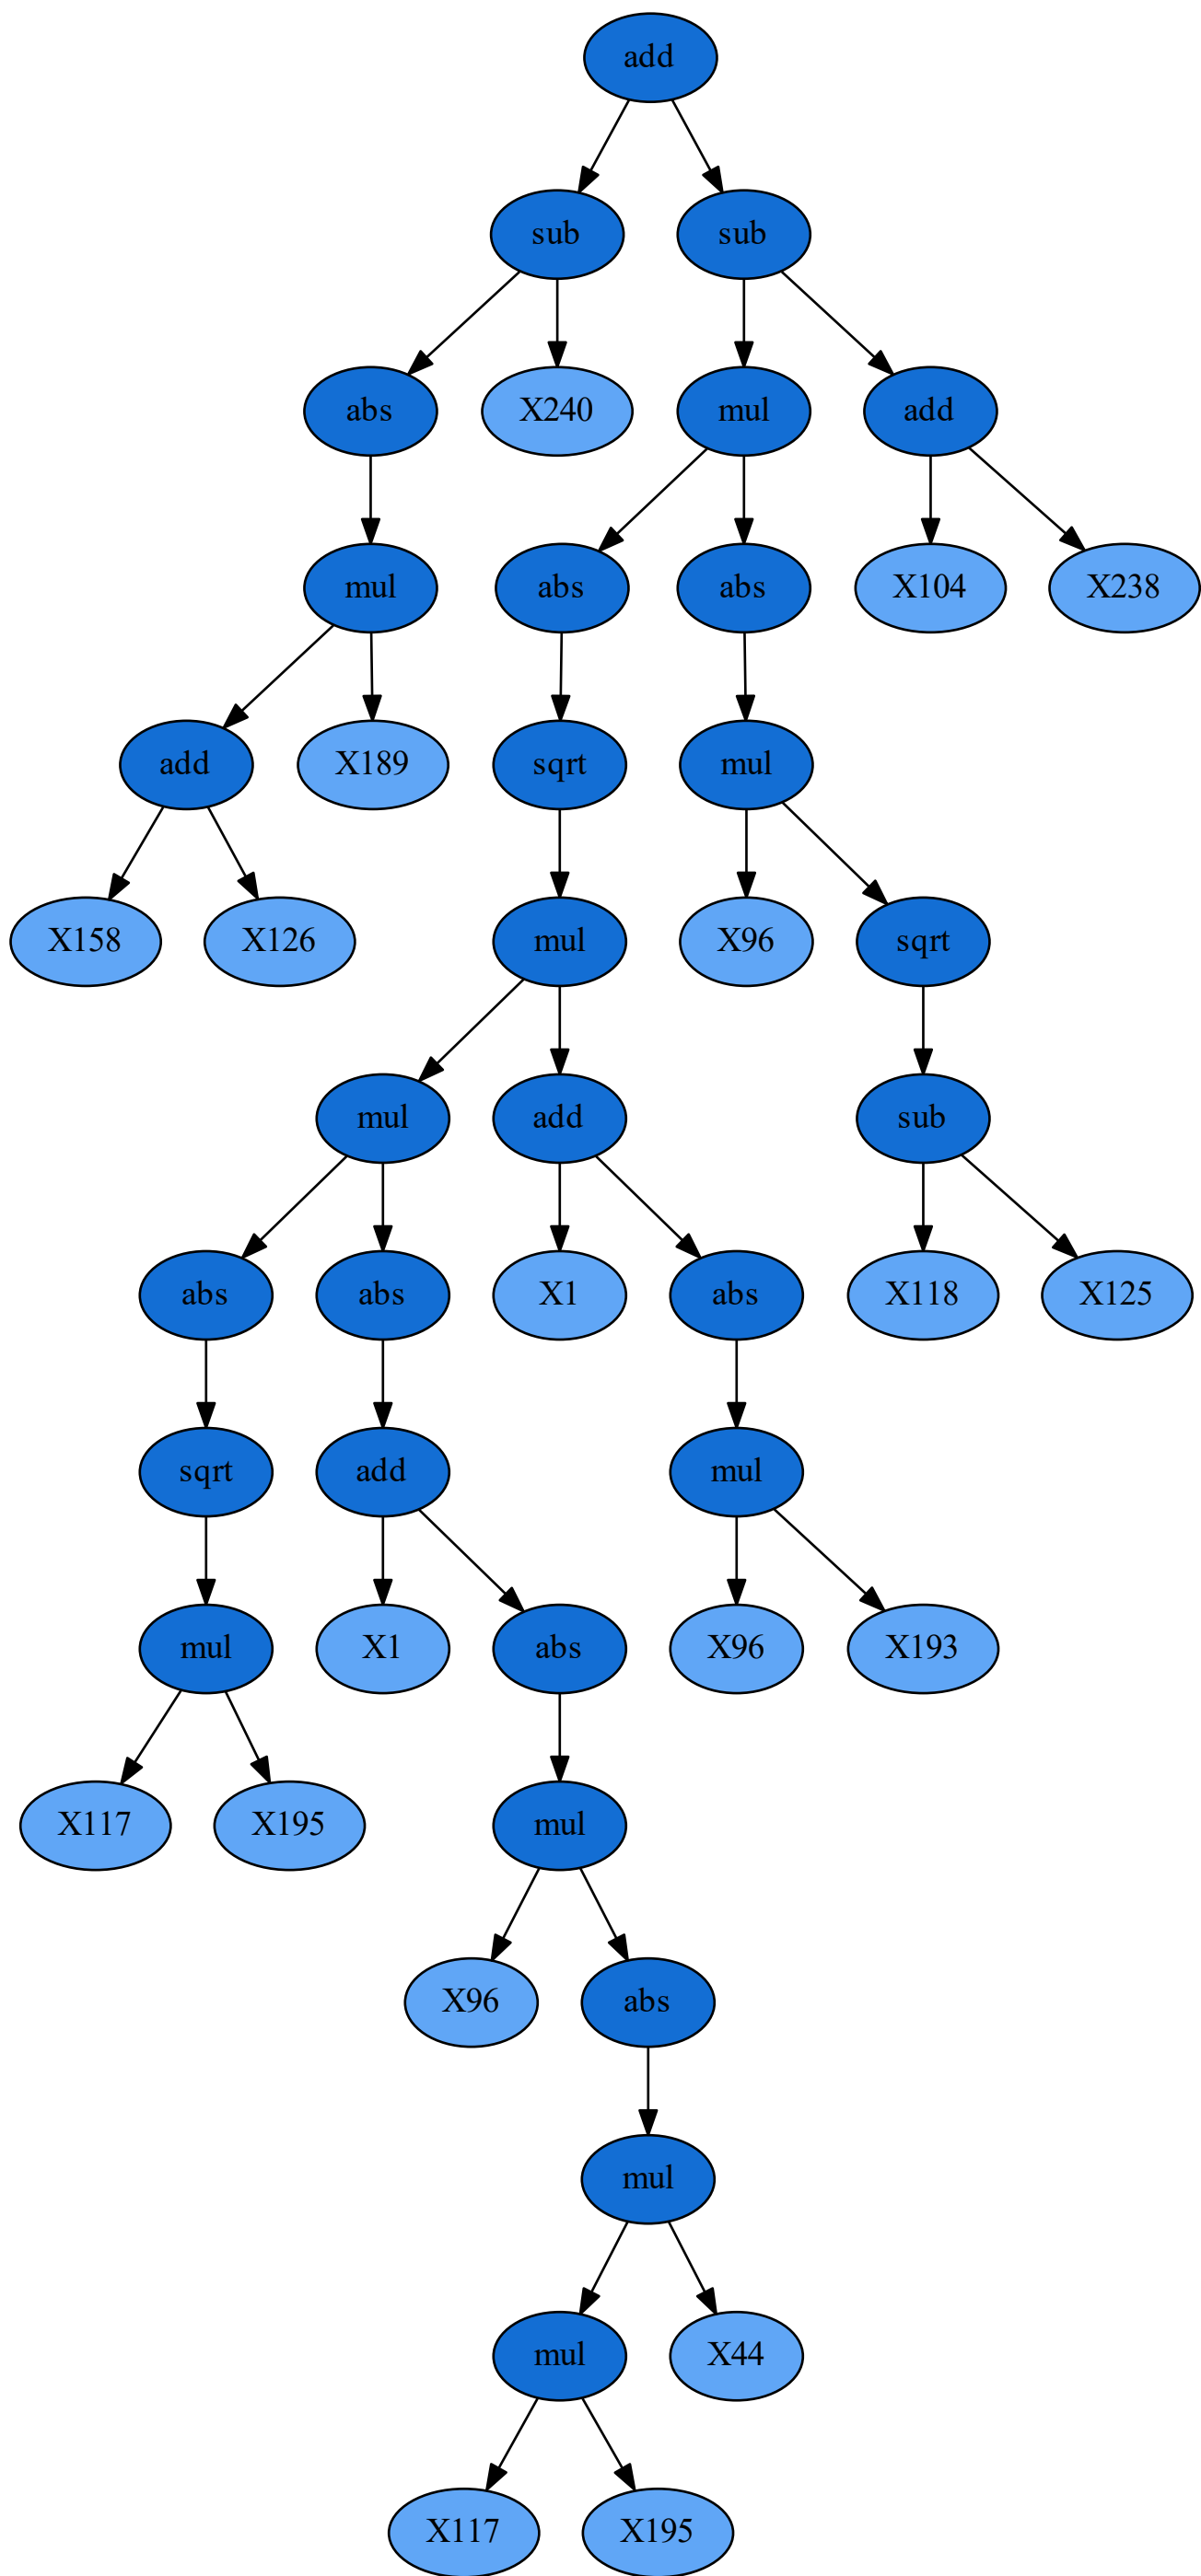 add
sub
sub
abs
X240
mul
add
mul
abs
abs
X104
X238
add
X189
sqrt
mul
X158
X126
mul
X96
sqrt
mul
add
sub
abs
abs
X1
abs
X118
X125
sqrt
add
mul
mul
X1
abs
X96
X193
X117
X195
mul
X96
abs
mul
mul
X44
X117
X195